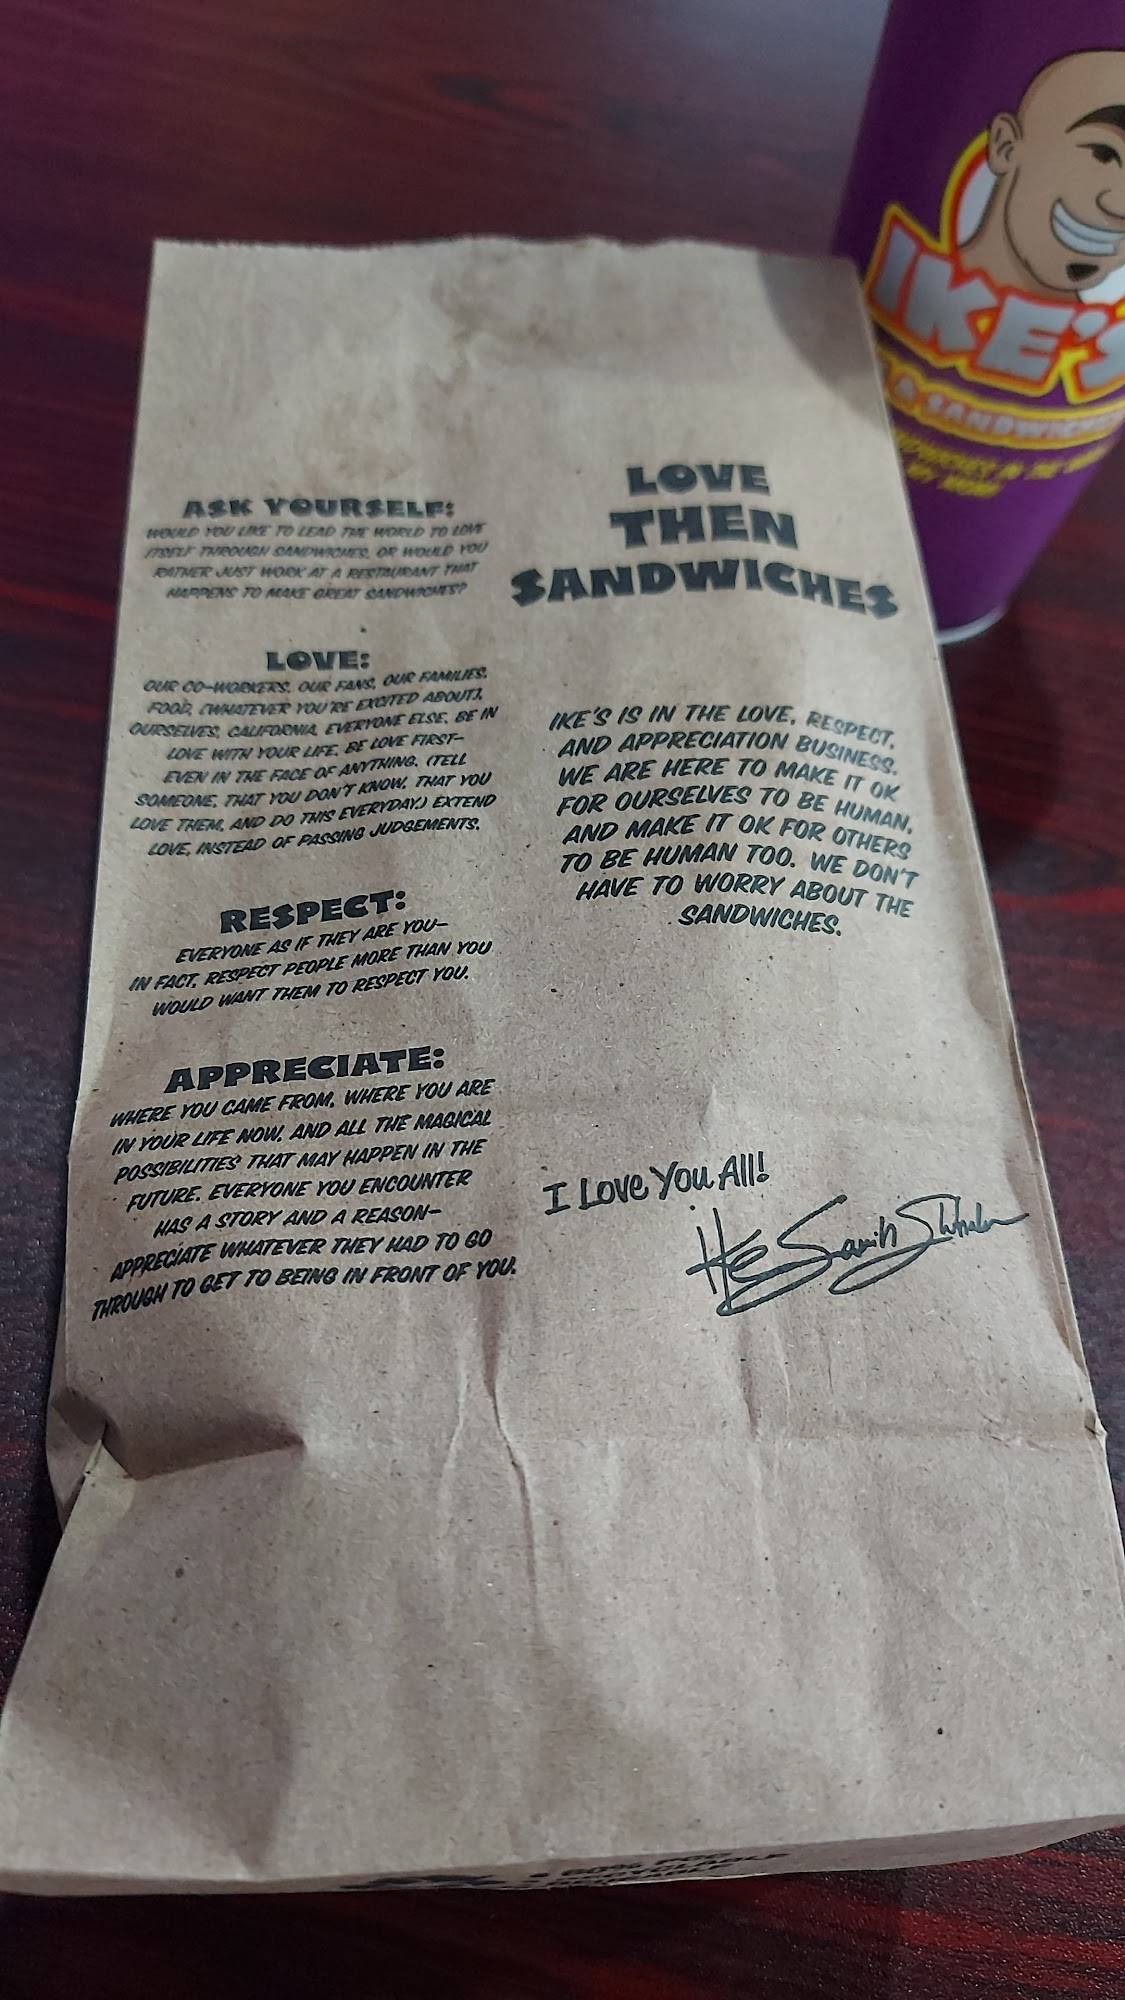 ASK YOURSELF:
WOULD YOU LIKE TO LEAD THE WORLD TO LOVE
ITSELF THROUGH SANDWICHES, OR WOULD YOU
RATHER JUST WORK AT A RESTAURANT THAT
HAPPENS TO MAKE GREAT SANDWICHES?
LOVE:
OUR CO-WORKERS, OUR FANS, OUR FAMILIES,
FOOD, (WHATEVER YOU'RE EXCITED ABOUT),
OURSELVES, CALIFORNIA, EVERYONE ELSE, BE IN
LOVE WITH YOUR LIFE, BE LOVE FIRST-
EVEN IN THE FACE OF ANYTHING. (TELL
SOMEONE, THAT YOU DON'T KNOW, THAT YOU
LOVE THEM, AND DO THIS EVERYDAY.) EXTEND
LOVE, INSTEAD OF PASSING JUDGEMENTS.
RESPECT:
EVERYONE AS IF THEY ARE YOU-
IN FACT, RESPECT PEOPLE MORE THAN YOU
WOULD WANT THEM TO RESPECT YOU.
APPRECIATE:
WHERE YOU CAME FROM, WHERE YOU ARE
IN YOUR LIFE NOW, AND ALL THE MAGICAL
POSSIBILITIES THAT MAY HAPPEN IN THE
FUTURE. EVERYONE YOU ENCOUNTER
HAS A STORY AND A REASON-
APPRECIATE WHATEVER THEY HAD TO GO
THROUGH TO GET TO BEING IN FRONT OF YOU.
LOVE
THEN
SANDWICHES
IKE'S IS IN THE LOVE, RESPECT,
AND APPRECIATION BUSINESS.
WE ARE HERE TO MAKE IT OK
FOR OURSELVES TO BE HUMAN,
AND MAKE IT OK FOR OTHERS
TO BE HUMAN TOO. WE DON'T
HAVE TO WORRY ABOUT THE
SANDWICHES.
I Love You All!
IKE'S
& SANDWICHES